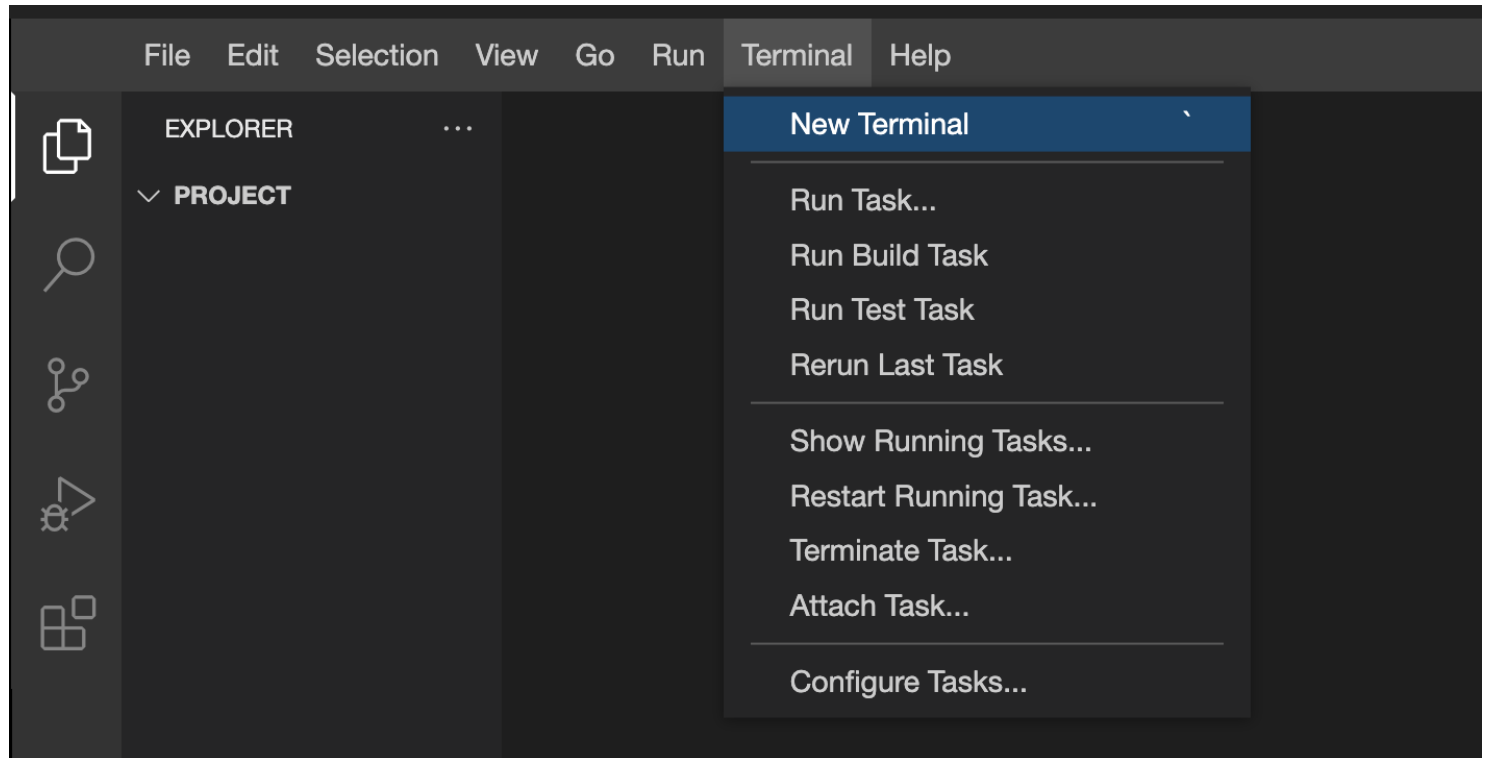 File Edit Selection View Go Run Terminal Help
EXPLORER ...
PROJECT
New Terminal `
Run Task...
Run Build Task
Run Test Task
Rerun Last Task
Show Running Tasks...
Restart Running Task...
Terminate Task...
Attach Task...
Configure Tasks...